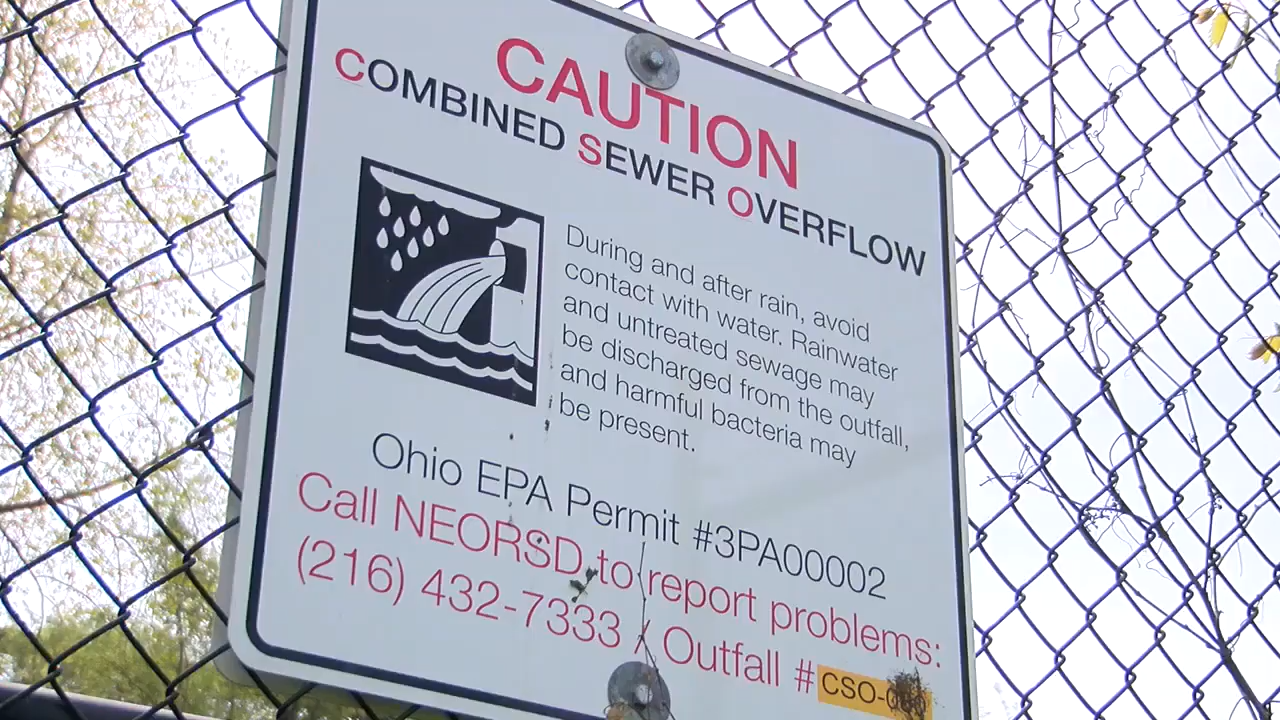 CAUTION
COMBINED SEWER OVERFLOW
During and after rain, avoid
contact with water. Rainwater
and untreated sewage may
be discharged from the outfall,
and harmful bacteria may
be present.
Ohio EPA Permit #3PA00002
Call NEORSD to report problems:
(216) 432-7333 / Outfall #